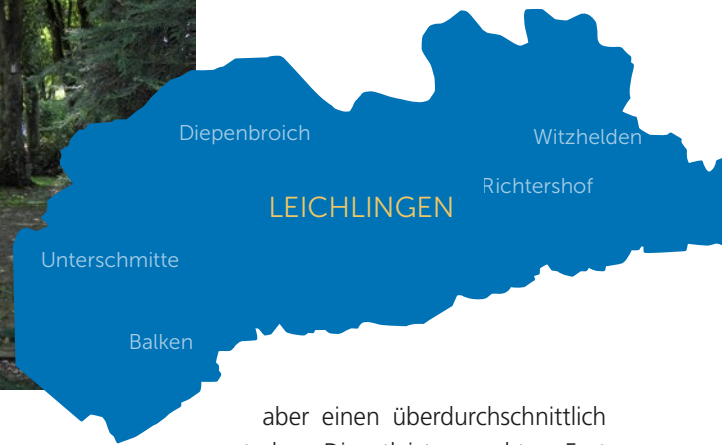 Diepenbroich
Witzhelden
Richtershof
LEICHLINGEN
Unterschmitte
Balken
aber einen überdurchschnittlich